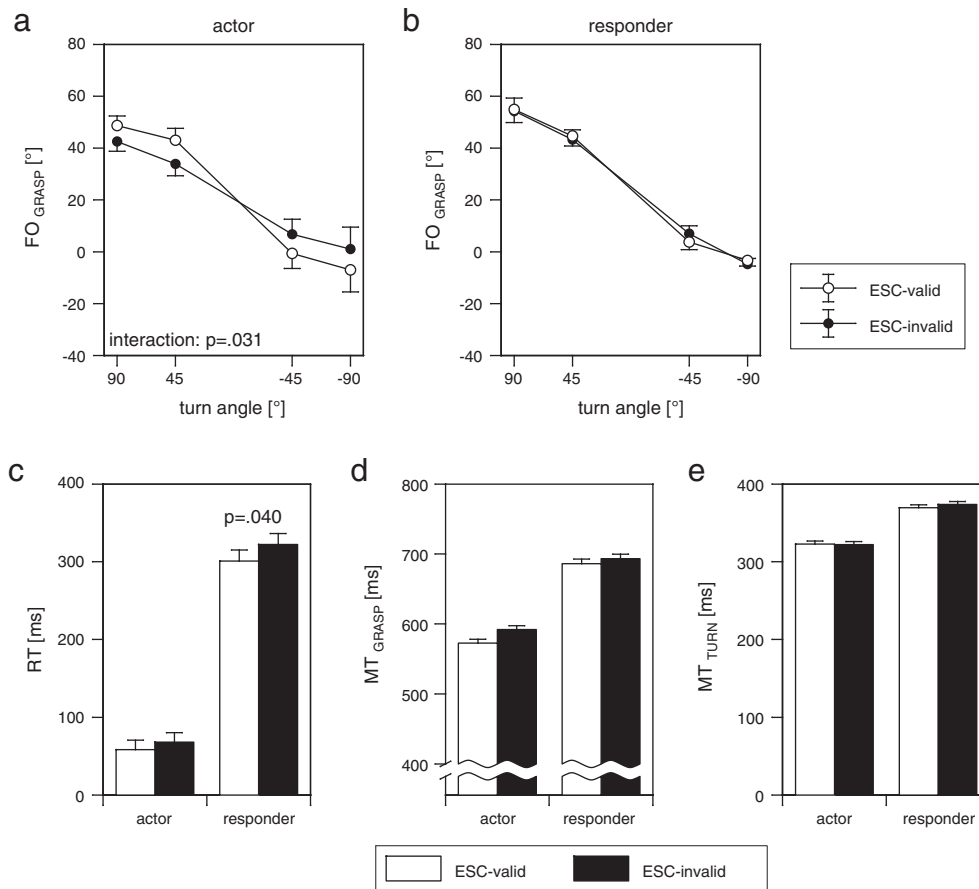 a
actor
80
60
40
20
0
-20
-40
FO GRASP [°]
interaction: p=.031
90
45
-45
-90
turn angle [°]
b
responder
80
60
40
20
0
-20
-40
FO GRASP [°]
90
45
-45
-90
turn angle [°]
ESC-valid
ESC-invalid
c
400
300
200
100
0
RT [ms]
p=.040
actor
responder
d
800
700
600
500
400
MT GRASP [ms]
actor
responder
e
400
300
200
100
0
MT TURN [ms]
actor
responder
ESC-valid
ESC-invalid